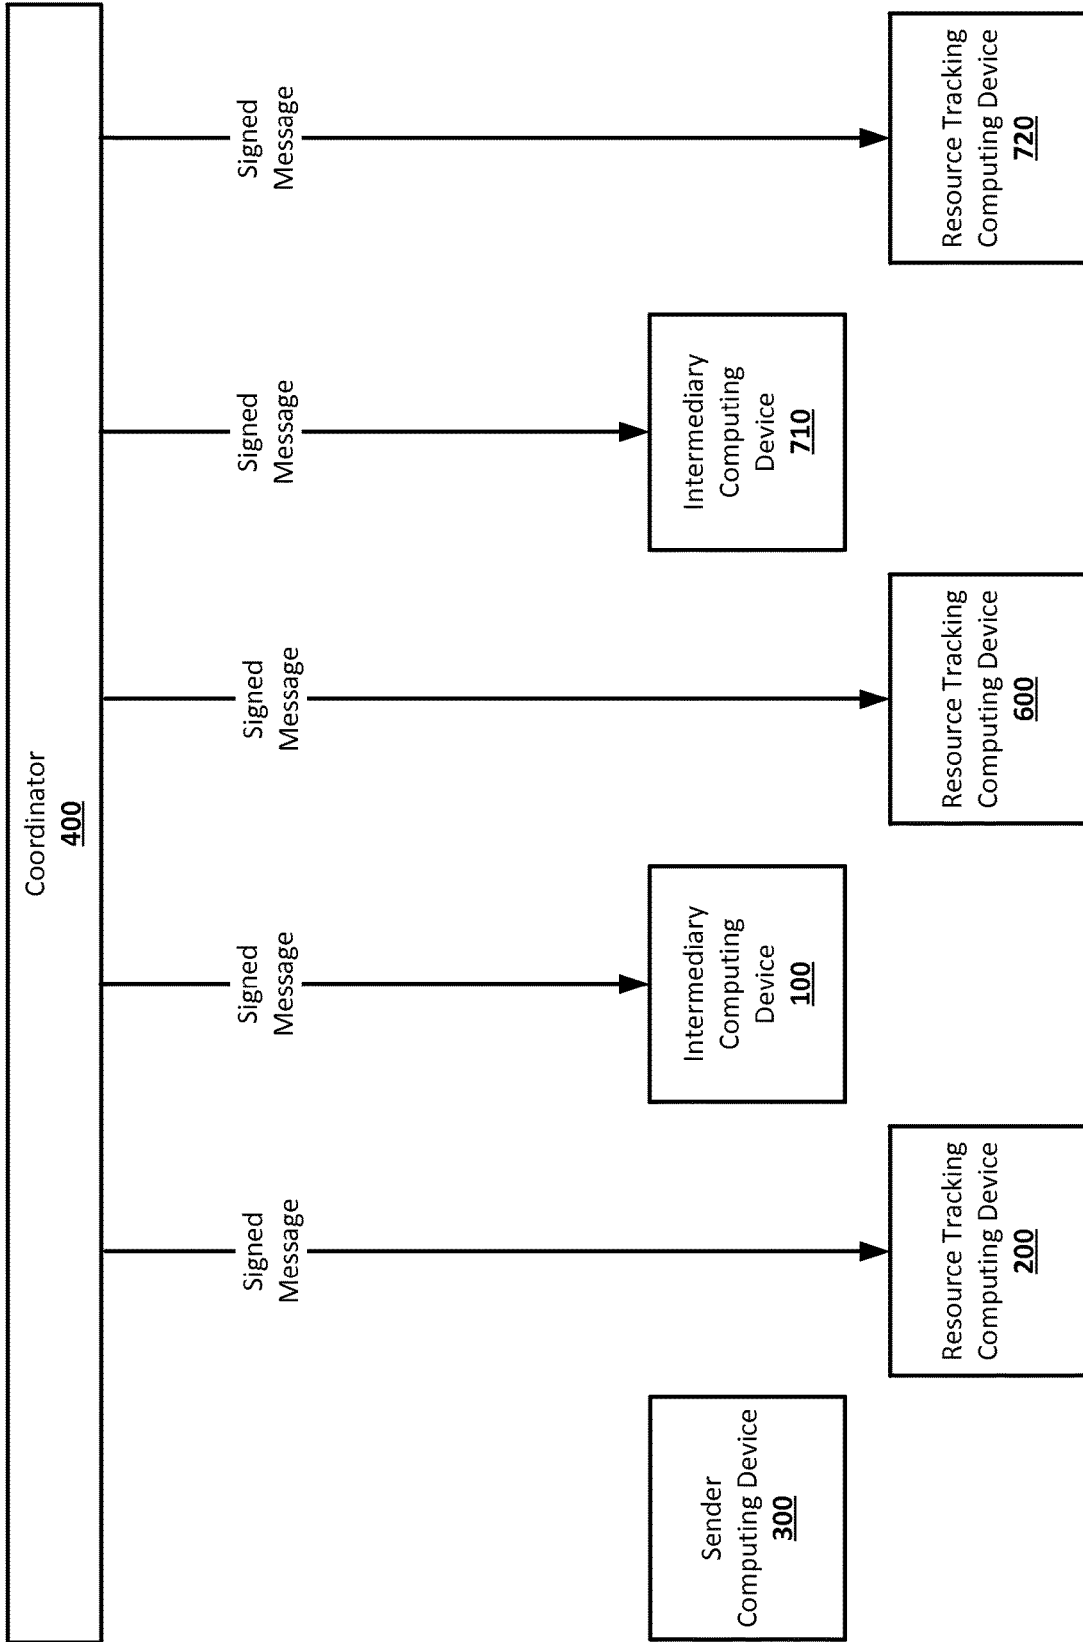 Coordinator
400
Signed
Message
Signed
Message
Signed
Message
Signed
Message
Signed
Message
Sender
Computing Device
300
Resource Tracking
Computing Device
200
Intermediary
Computing
Device
100
Resource Tracking
Computing Device
600
Intermediary
Computing
Device
710
Resource Tracking
Computing Device
720